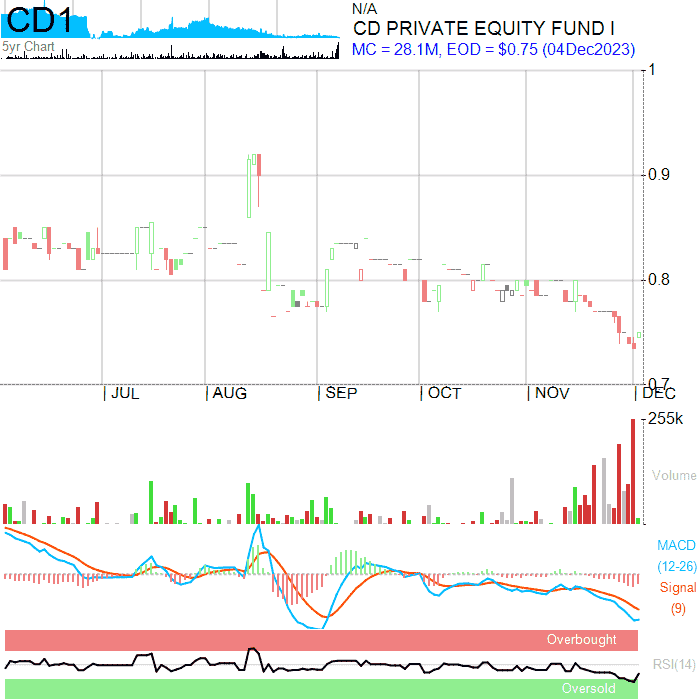 CD1
5yr Chart
N/A
CD PRIVATE EQUITY FUND I
MC = 28.1M, EOD = $0.75 (04Dec2023)
1
0.9
0.8
0.7
JUL AUG SEP OCT NOV DEC
255k
Volume
MACD
(12-26)
Signal
(9)
Overbought
RSI(14)
Oversold